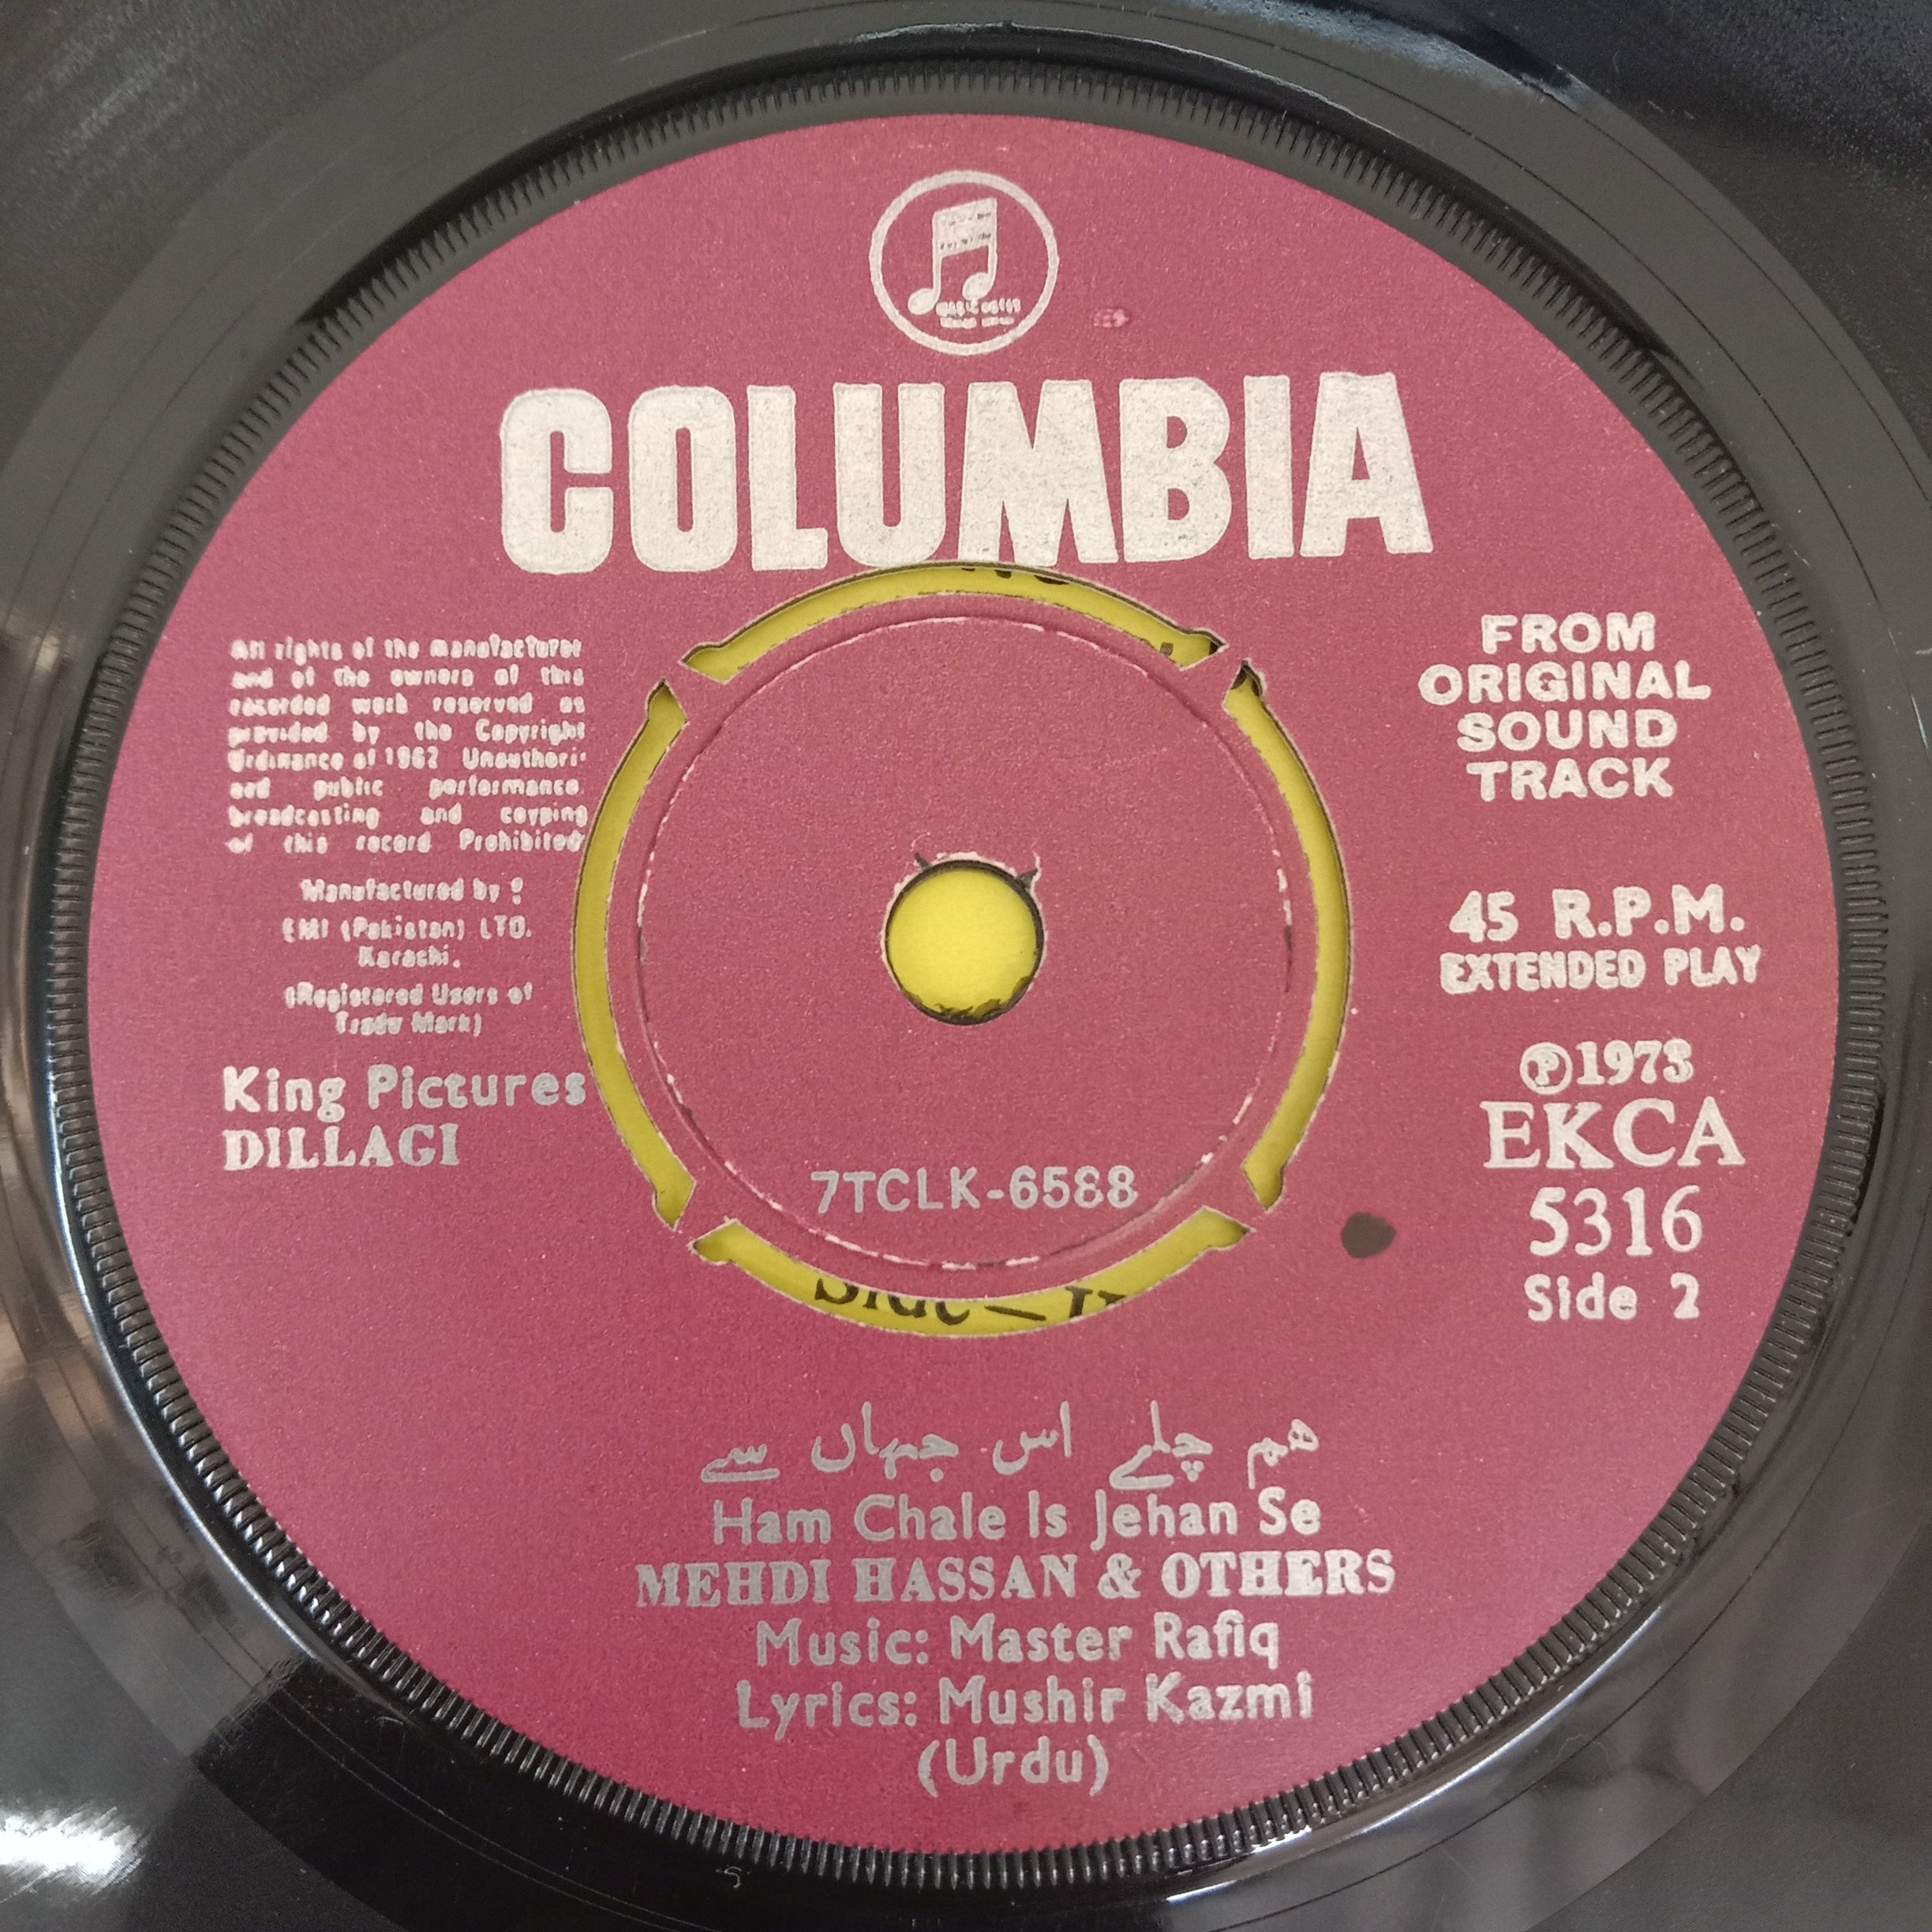 COLUMBIA
All rights of the manufacturer
and of the owners of this
recorded work reserved as
provided by the Copyright
Ordinance of 1962 Unauthori-
sed public performance.
broadcasting and copying
of this record Prohibited
Manufactured by :
EMI (Pakistan) LTD.
Karachi.
(Registered Users of
Trade Mark)
King Pictures
DILLAGI
FROM
ORIGINAL
SOUND
TRACK
45 R.P.M.
EXTENDED PLAY
℗1973
EKCA
5316
Side 2
7TCLK-6588
ہم چلے اس جہاں سے
Ham Chale Is Jehan Se
MEHDI HASSAN & OTHERS
Music: Master Rafiq
Lyrics: Mushir Kazmi
(Urdu)